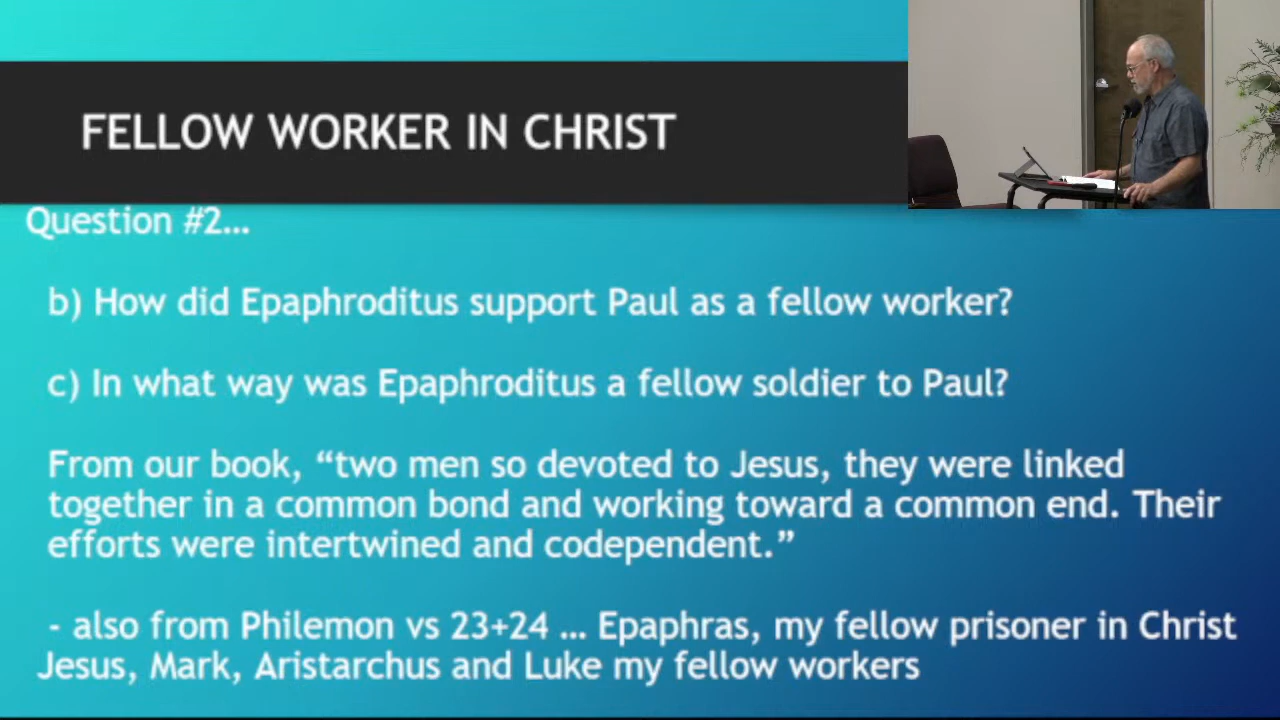 FELLOW WORKER IN CHRIST
Question #2...
b) How did Epaphroditus support Paul as a fellow worker?
c) In what way was Epaphroditus a fellow soldier to Paul?
From our book, “two men so devoted to Jesus, they were linked
together in a common bond and working toward a common end. Their
efforts were intertwined and codependent.”
- also from Philemon vs 23+24 ... Epaphras, my fellow prisoner in Christ
Jesus, Mark, Aristarchus and Luke my fellow workers